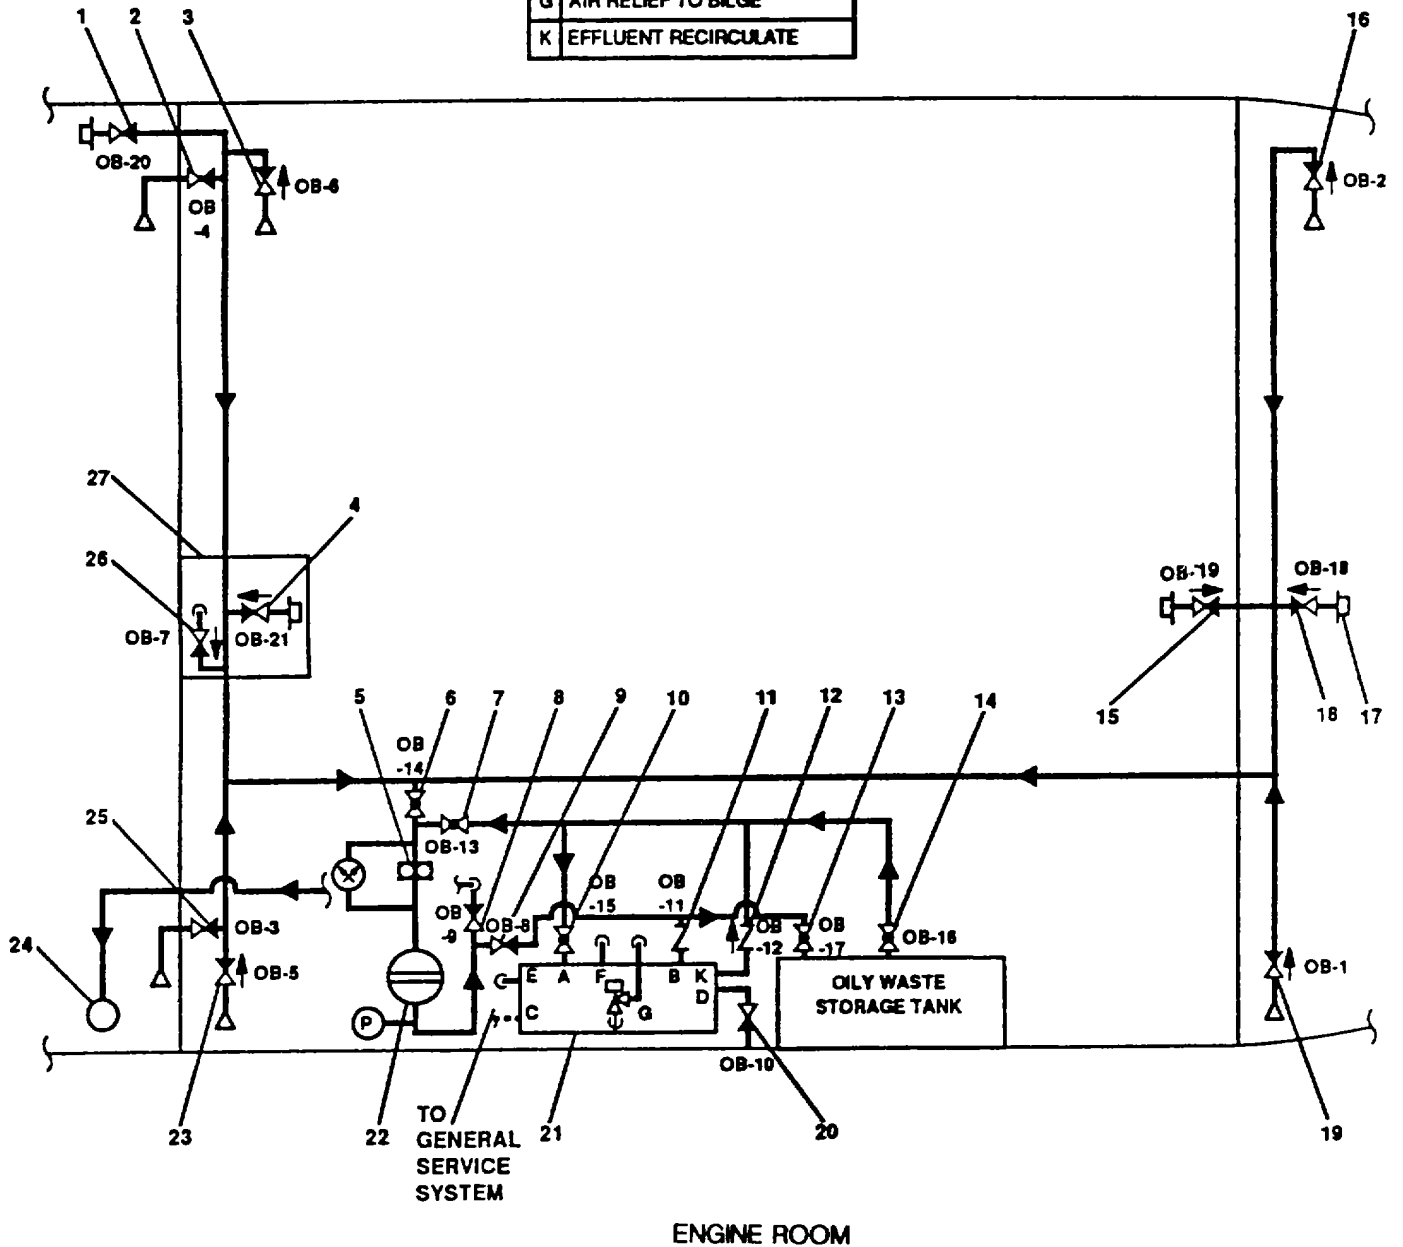 G AIR RELIEF TO BILGE
K EFFLUENT RECIRCULATE
1 2 3 16
OB-20
OB-6
OB-2
OB
-4
27
4
26
OB-19 OB-18
OB-7 OB-21
5 6 7 8 9 10 11 12 13 14 15 18 17
OB
-14
25
OB-13
OB
-15
OB
-11
OB
-9
OB-8
OB
-12
OB
-17
OB-16
OB-3
24
OB-5
OB-1
E A F B K
D
C G
P
OILY WASTE
STORAGE TANK
OB-10
23 22 21 20 19
TO
GENERAL
SERVICE
SYSTEM
ENGINE ROOM